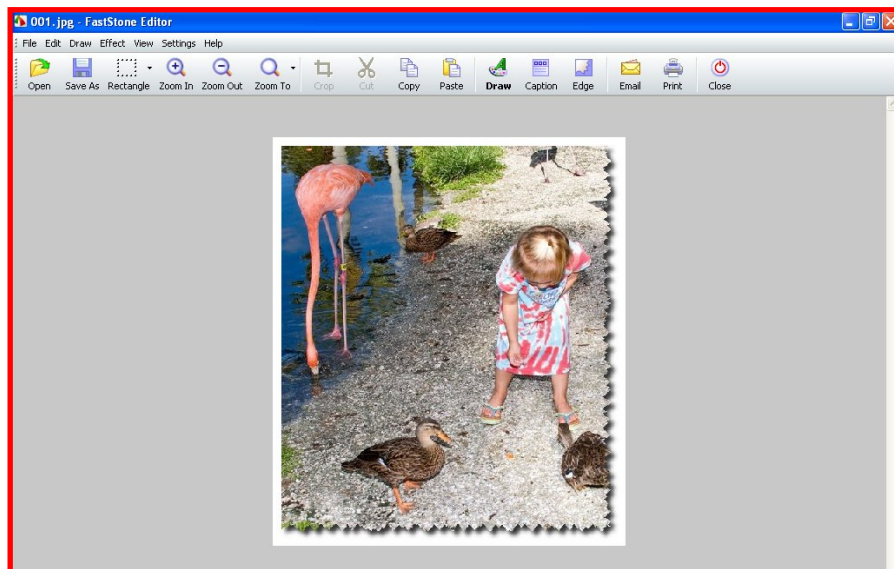 001.jpg - FastStone Editor
File Edit Draw Effect View Settings Help
Open Save As Rectangle Zoom In Zoom Out Zoom To Crop Cut Copy Paste Draw Caption Edge Email Print Close